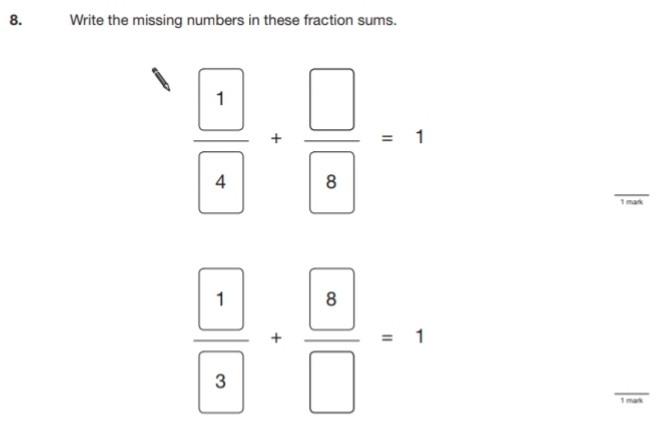 8. Write the missing numbers in these fraction sums.
1
+ = 1
4 8
1 mark
1 8
+ = 1
3
1 mark